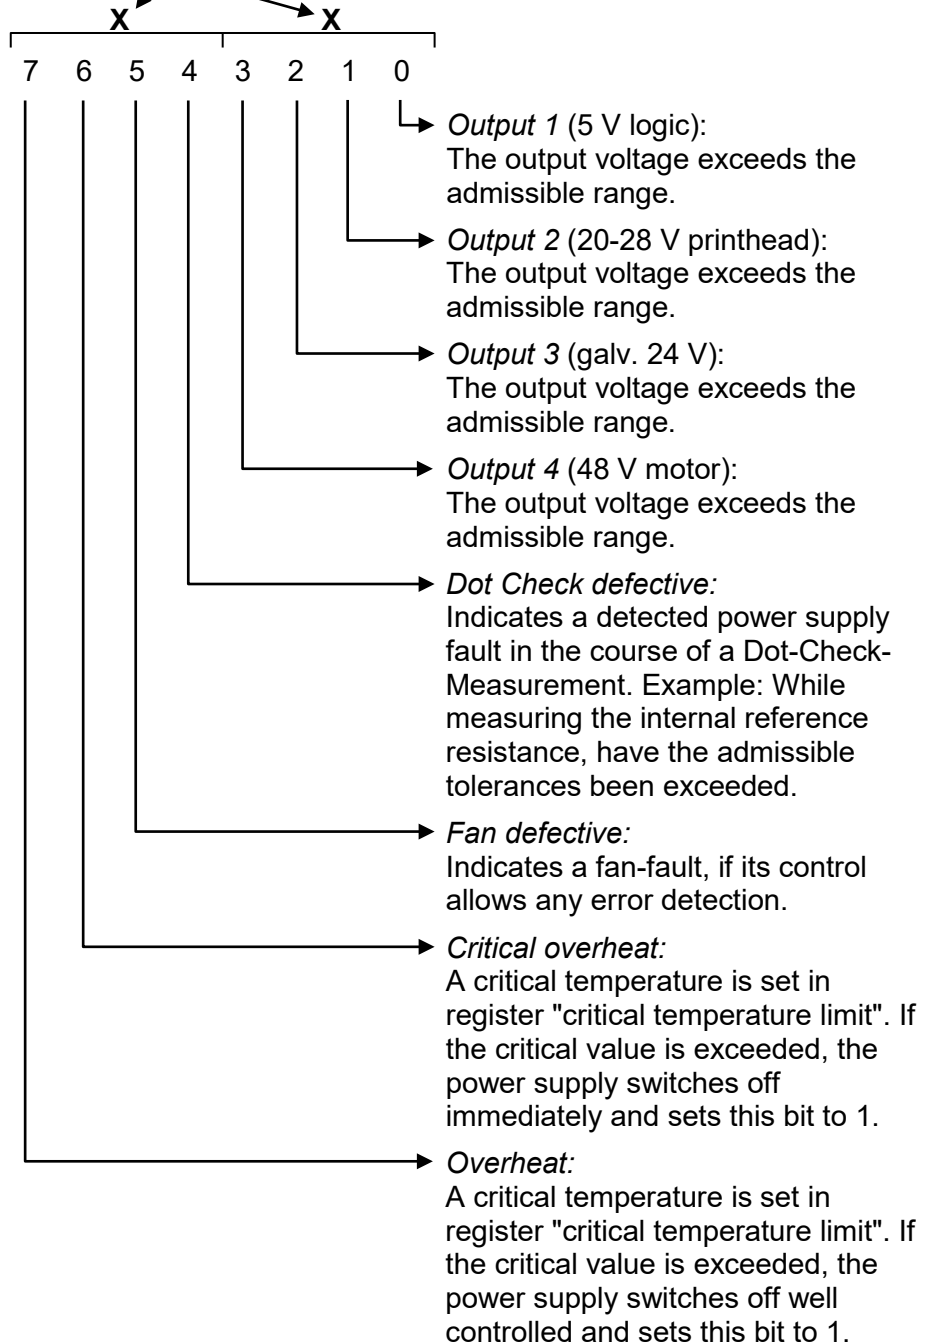 X X
7 6 5 4 3 2 1 0
Output 1 (5 V logic):
The output voltage exceeds the
admissible range.
Output 2 (20-28 V printhead):
The output voltage exceeds the
admissible range.
Output 3 (galv. 24 V):
The output voltage exceeds the
admissible range.
Output 4 (48 V motor):
The output voltage exceeds the
admissible range.
Dot Check defective:
Indicates a detected power supply
fault in the course of a Dot-Check-
Measurement. Example: While
measuring the internal reference
resistance, have the admissible
tolerances been exceeded.
Fan defective:
Indicates a fan-fault, if its control
allows any error detection.
Critical overheat:
A critical temperature is set in
register "critical temperature limit". If
the critical value is exceeded, the
power supply switches off
immediately and sets this bit to 1.
Overheat:
A critical temperature is set in
register "critical temperature limit". If
the critical value is exceeded, the
power supply switches off well
controlled and sets this bit to 1.